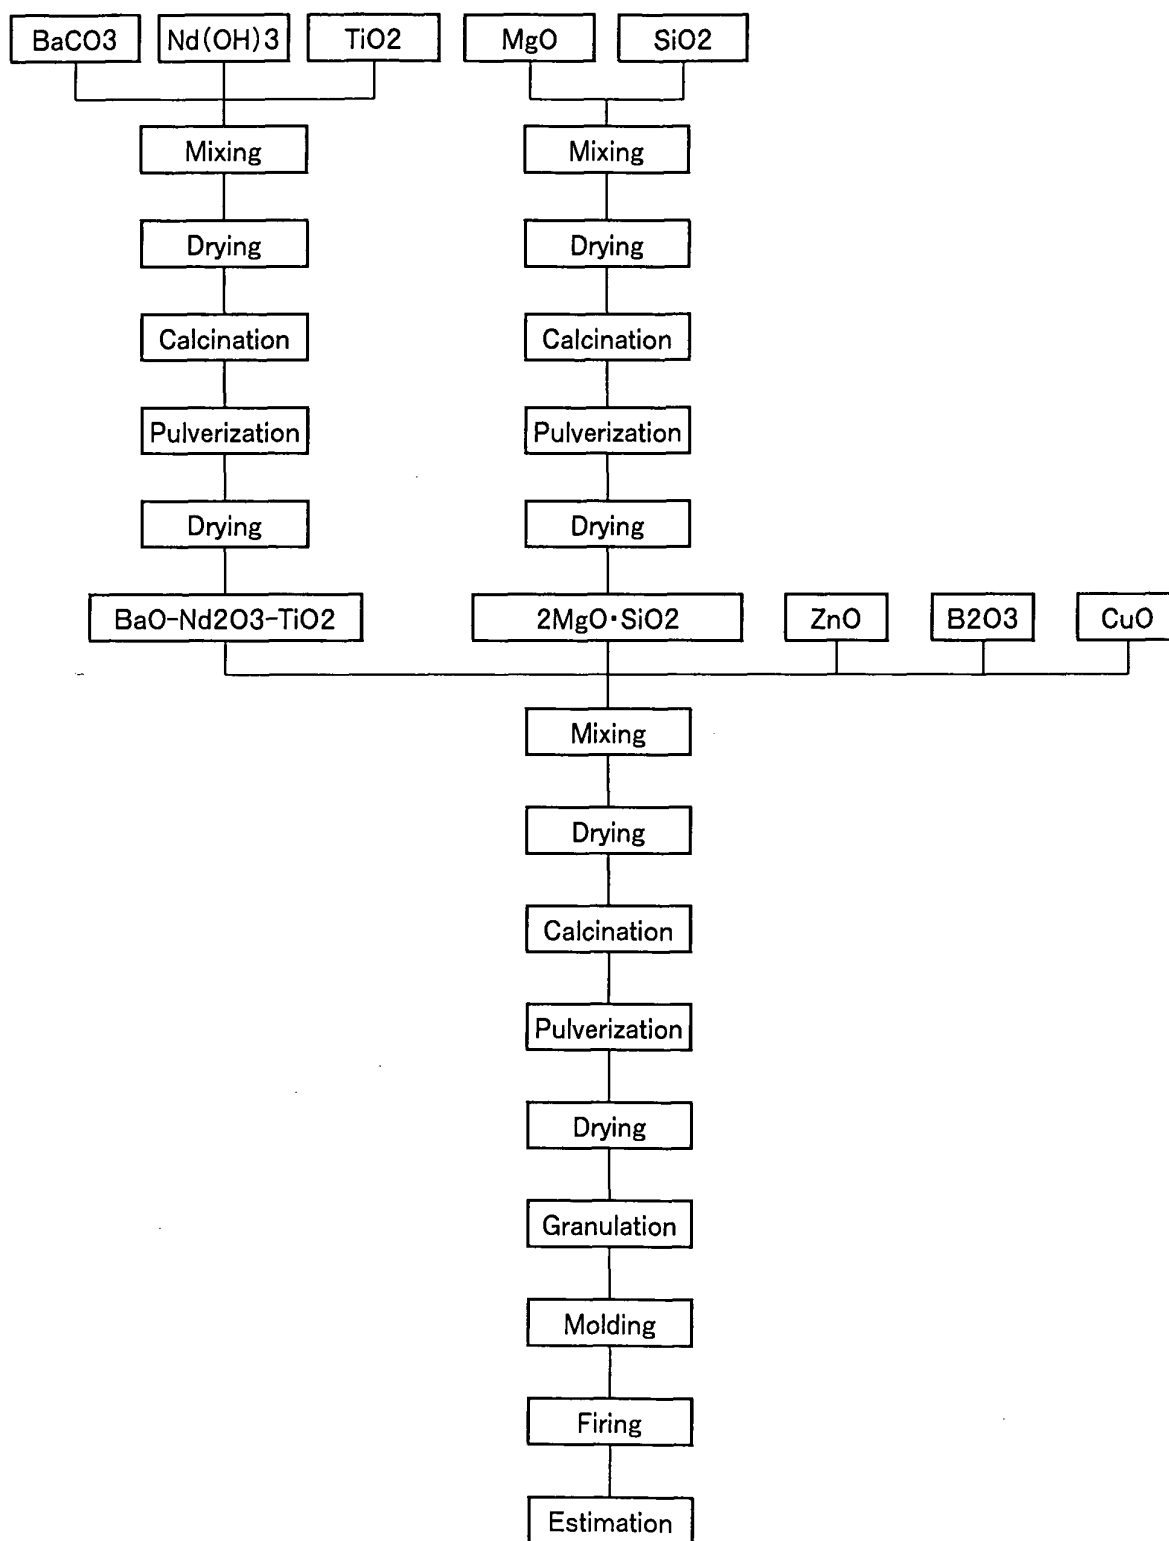 BaCO3
Nd(OH)3
TiO2
MgO
SiO2
Mixing
Mixing
Drying
Drying
Calcination
Calcination
Pulverization
Pulverization
Drying
Drying
BaO-Nd2O3-TiO2
2MgO・SiO2
ZnO
B2O3
CuO
Mixing
Drying
Calcination
Pulverization
Drying
Granulation
Molding
Firing
Estimation